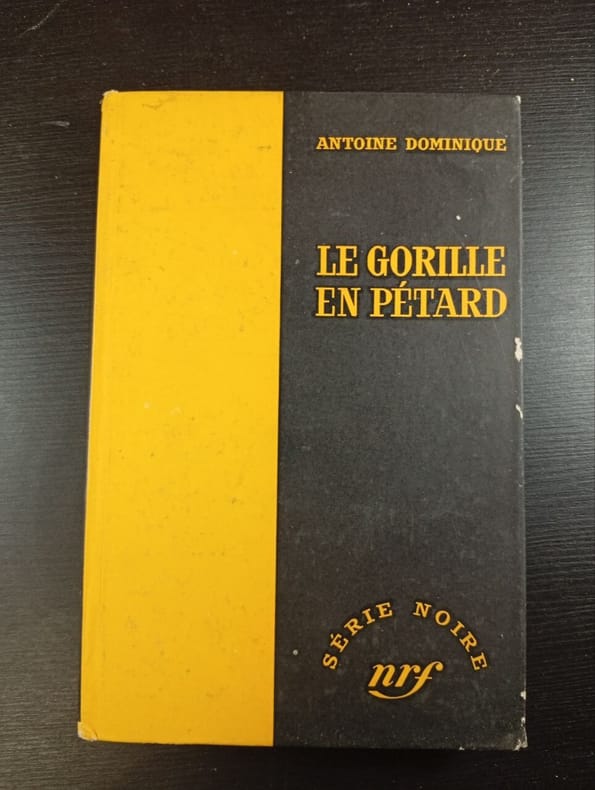 ANTOINE DOMINIQUE
LE GORILLE
EN PÉTARD
SÉRIE NOIRE
nrf